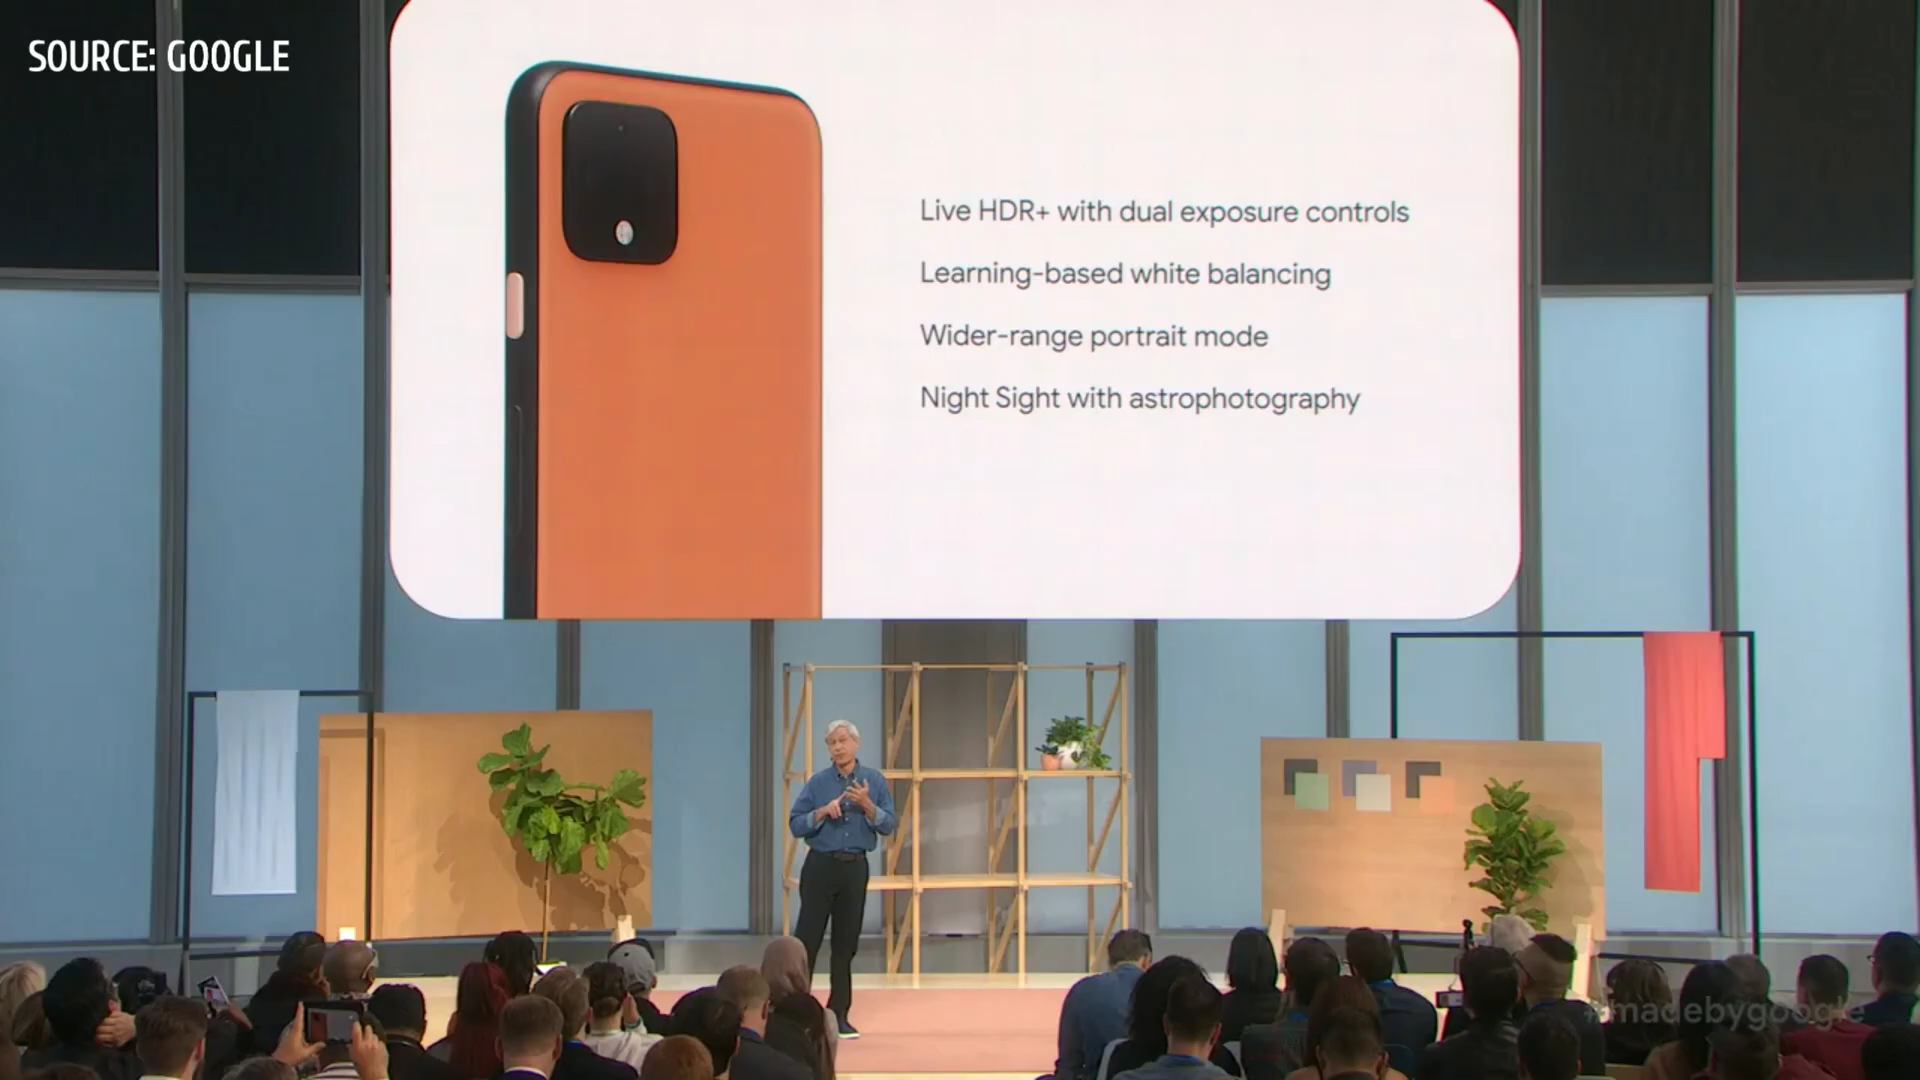 SOURCE: GOOGLE
Live HDR+ with dual exposure controls
Learning-based white balancing
Wider-range portrait mode
Night Sight with astrophotography
#madebygoogle